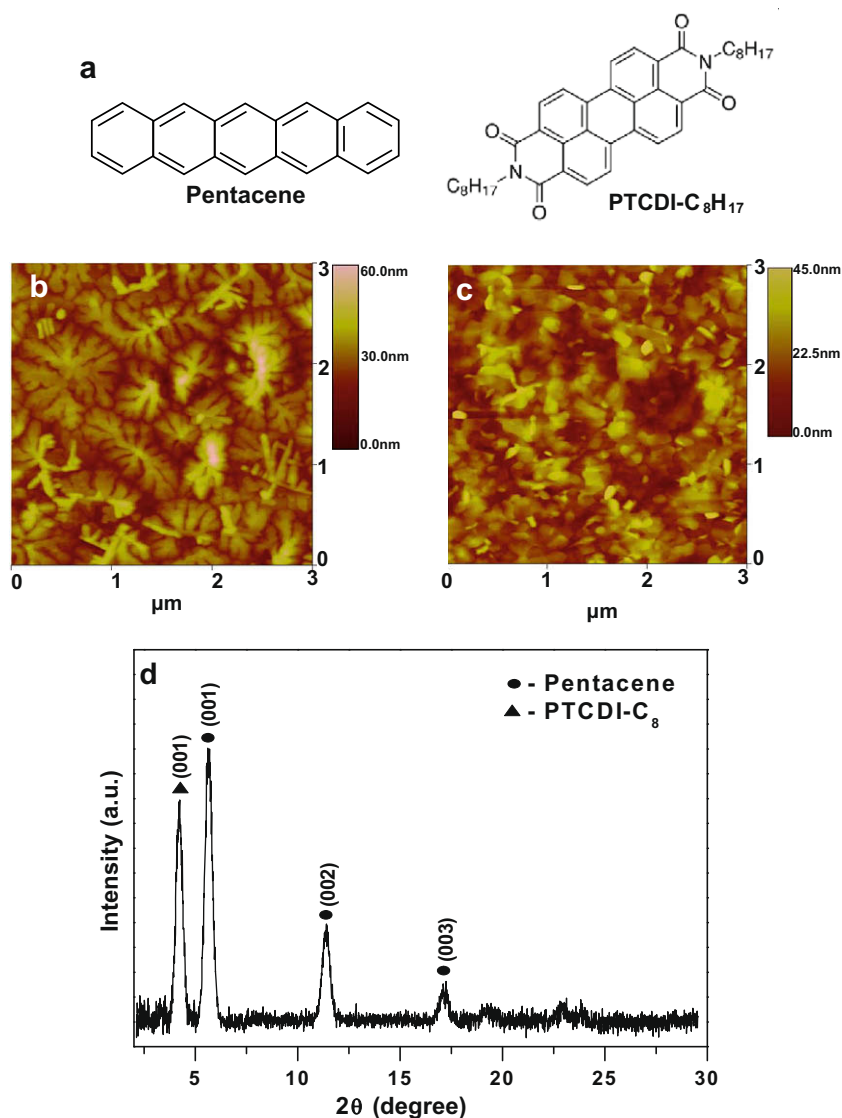 a
Pentacene
O
N
C₈H₁₇
O
O
N
C₈H₁₇
O
PTCDI-C₈H₁₇
b
60.0nm
30.0nm
0.0nm
3
2
1
0
0 1 2 3
µm
c
45.0nm
22.5nm
0.0nm
3
2
1
0
0 1 2 3
µm
d
● - Pentacene
▲ - PTCDI-C₈
▲(001)
●(001)
●(002)
●(003)
Intensity (a.u.)
5 10 15 20 25 30
2θ (degree)